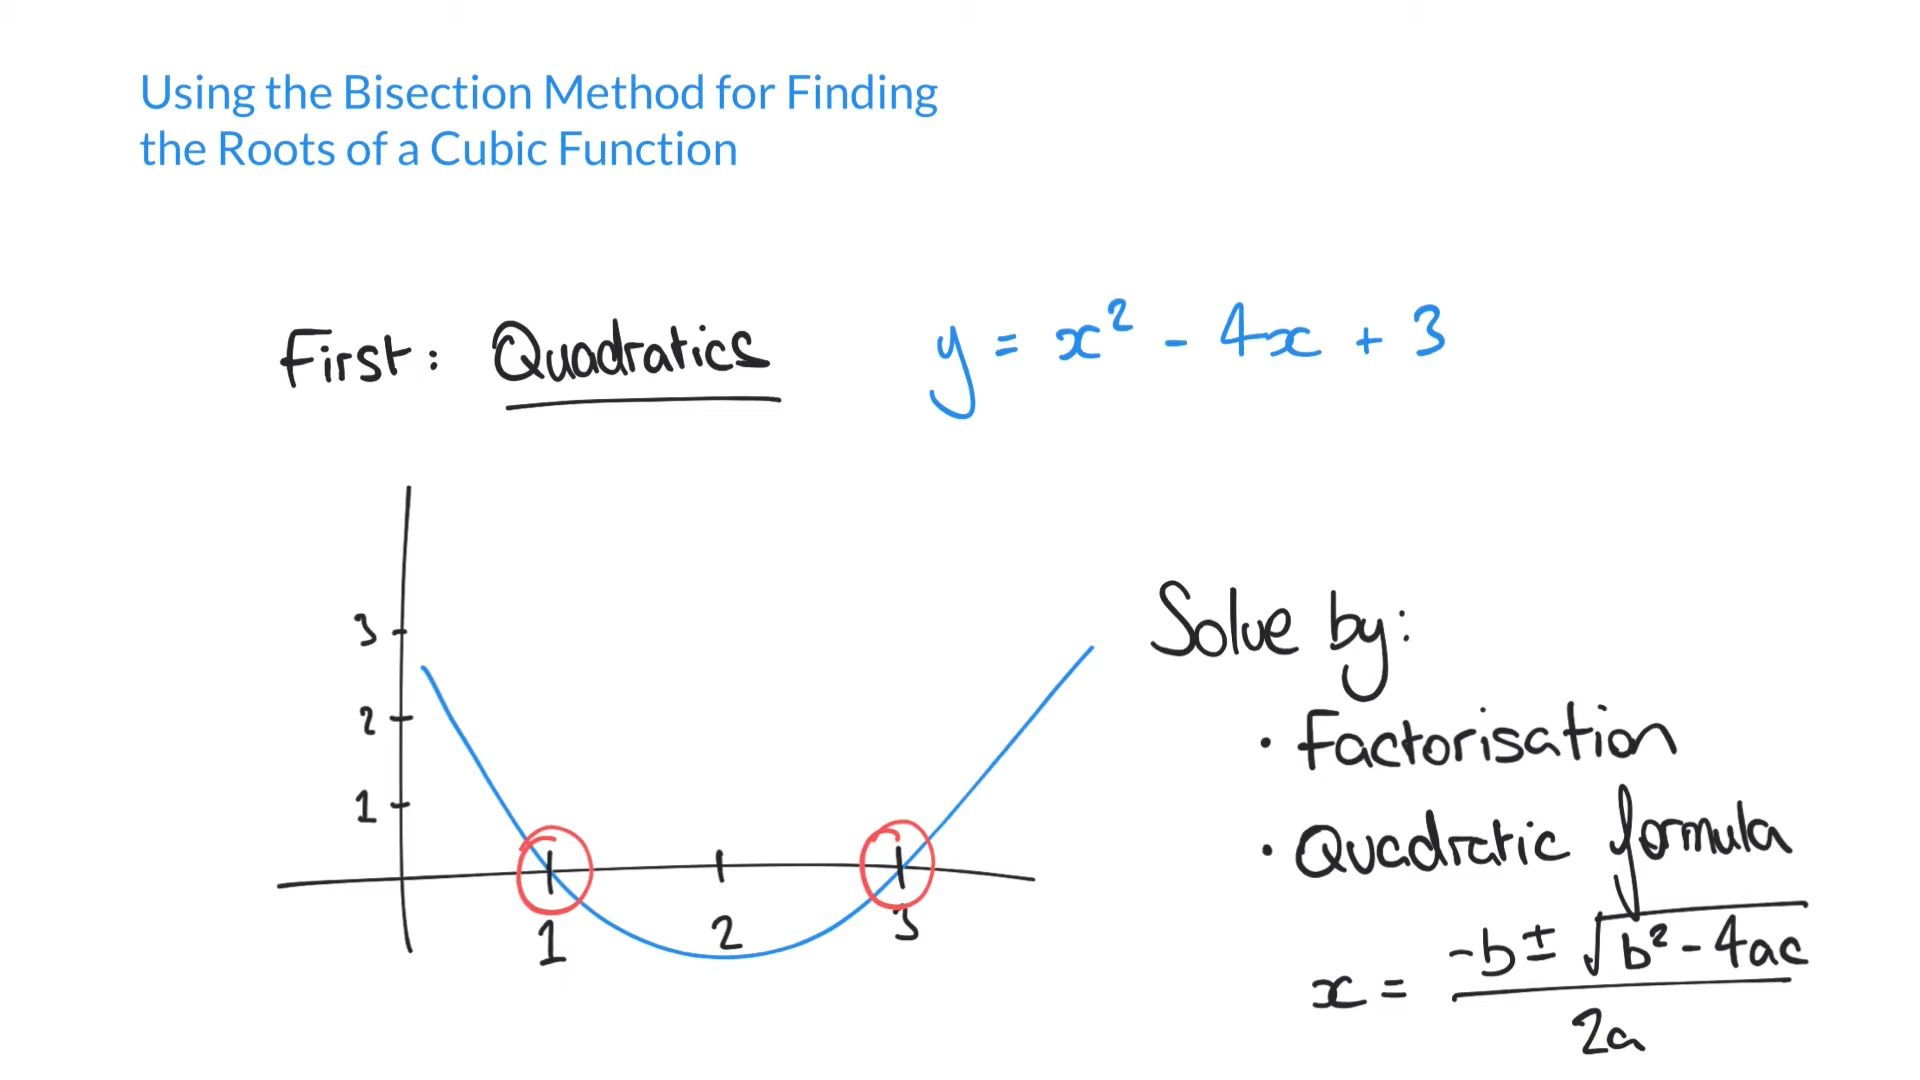 Using the Bisection Method for Finding
the Roots of a Cubic Function
First: Quadratics
y = x² - 4x + 3
3
2
1
1
2
3
Solve by:
· Factorisation
· Quadratic formula
x = -b ± √b² - 4ac
2a